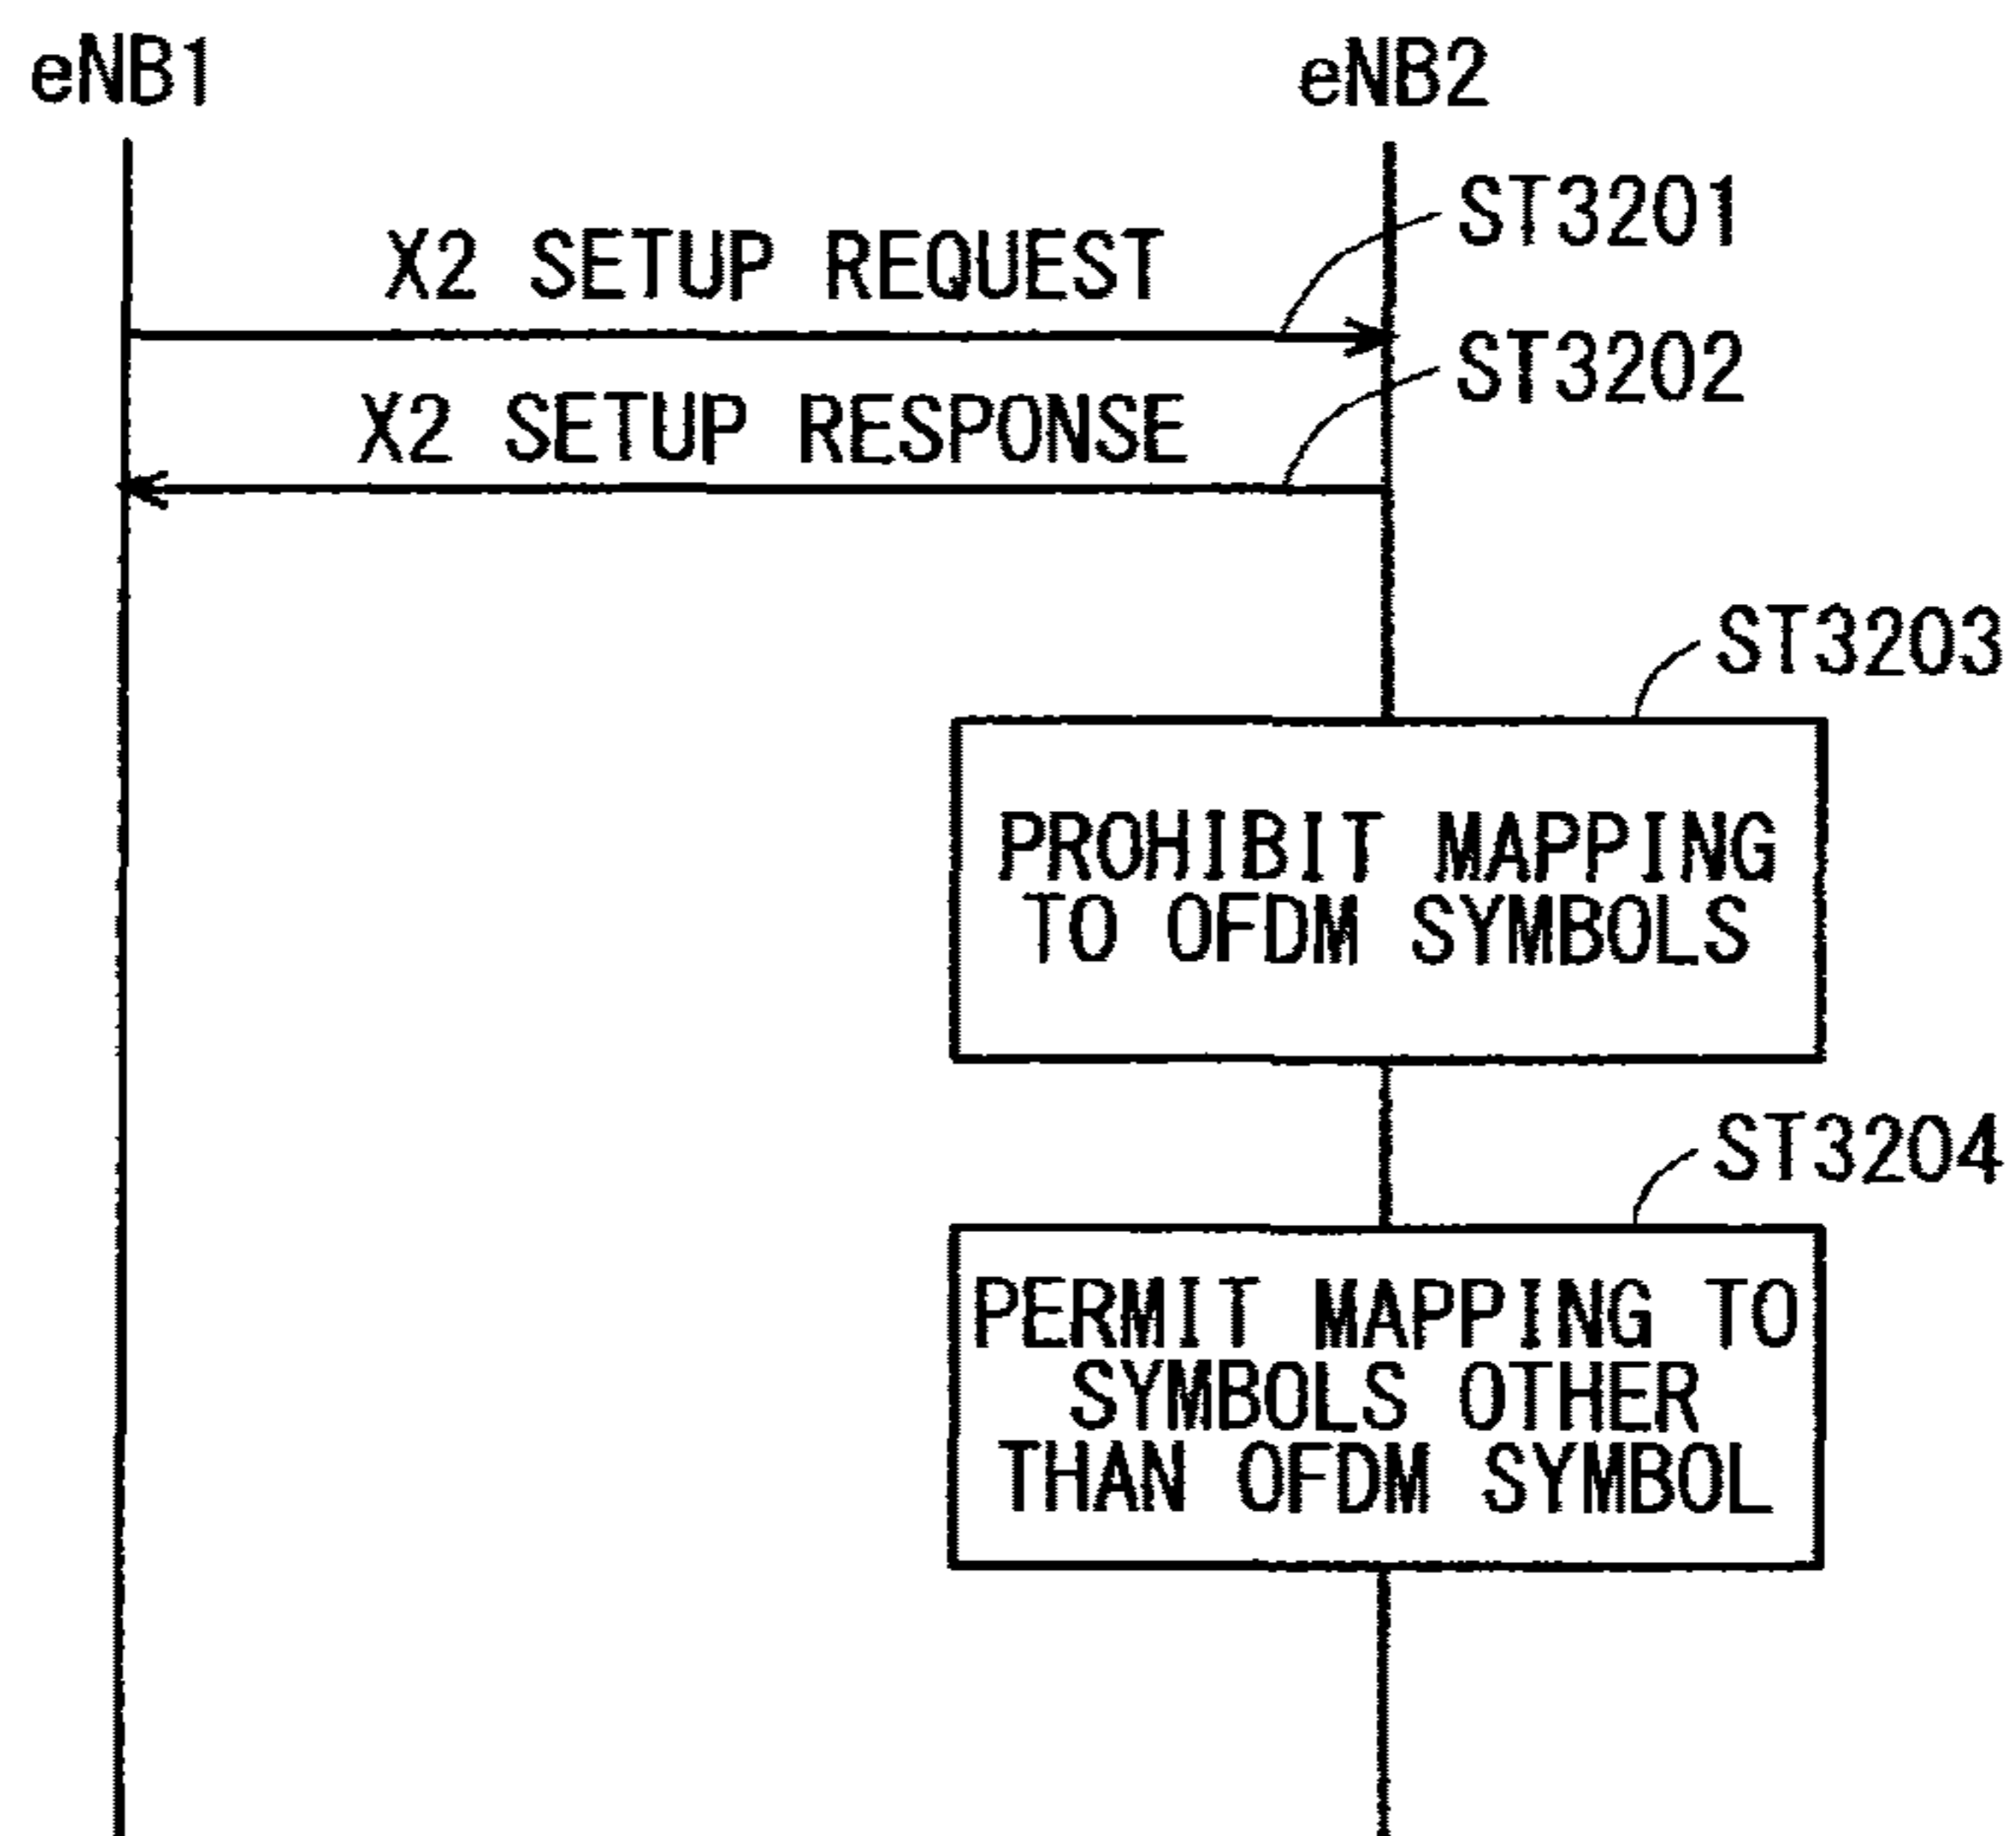 eNB1
eNB2
ST3201
X2 SETUP REQUEST
ST3202
X2 SETUP RESPONSE
ST3203
PROHIBIT MAPPING
TO OFDM SYMBOLS
ST3204
PERMIT MAPPING TO
SYMBOLS OTHER
THAN OFDM SYMBOL